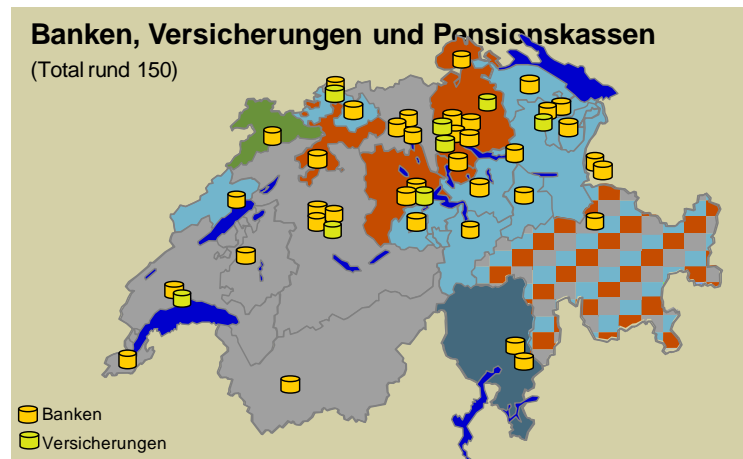 Banken, Versicherungen und Pensionskassen
(Total rund 150)
Banken
Versicherungen